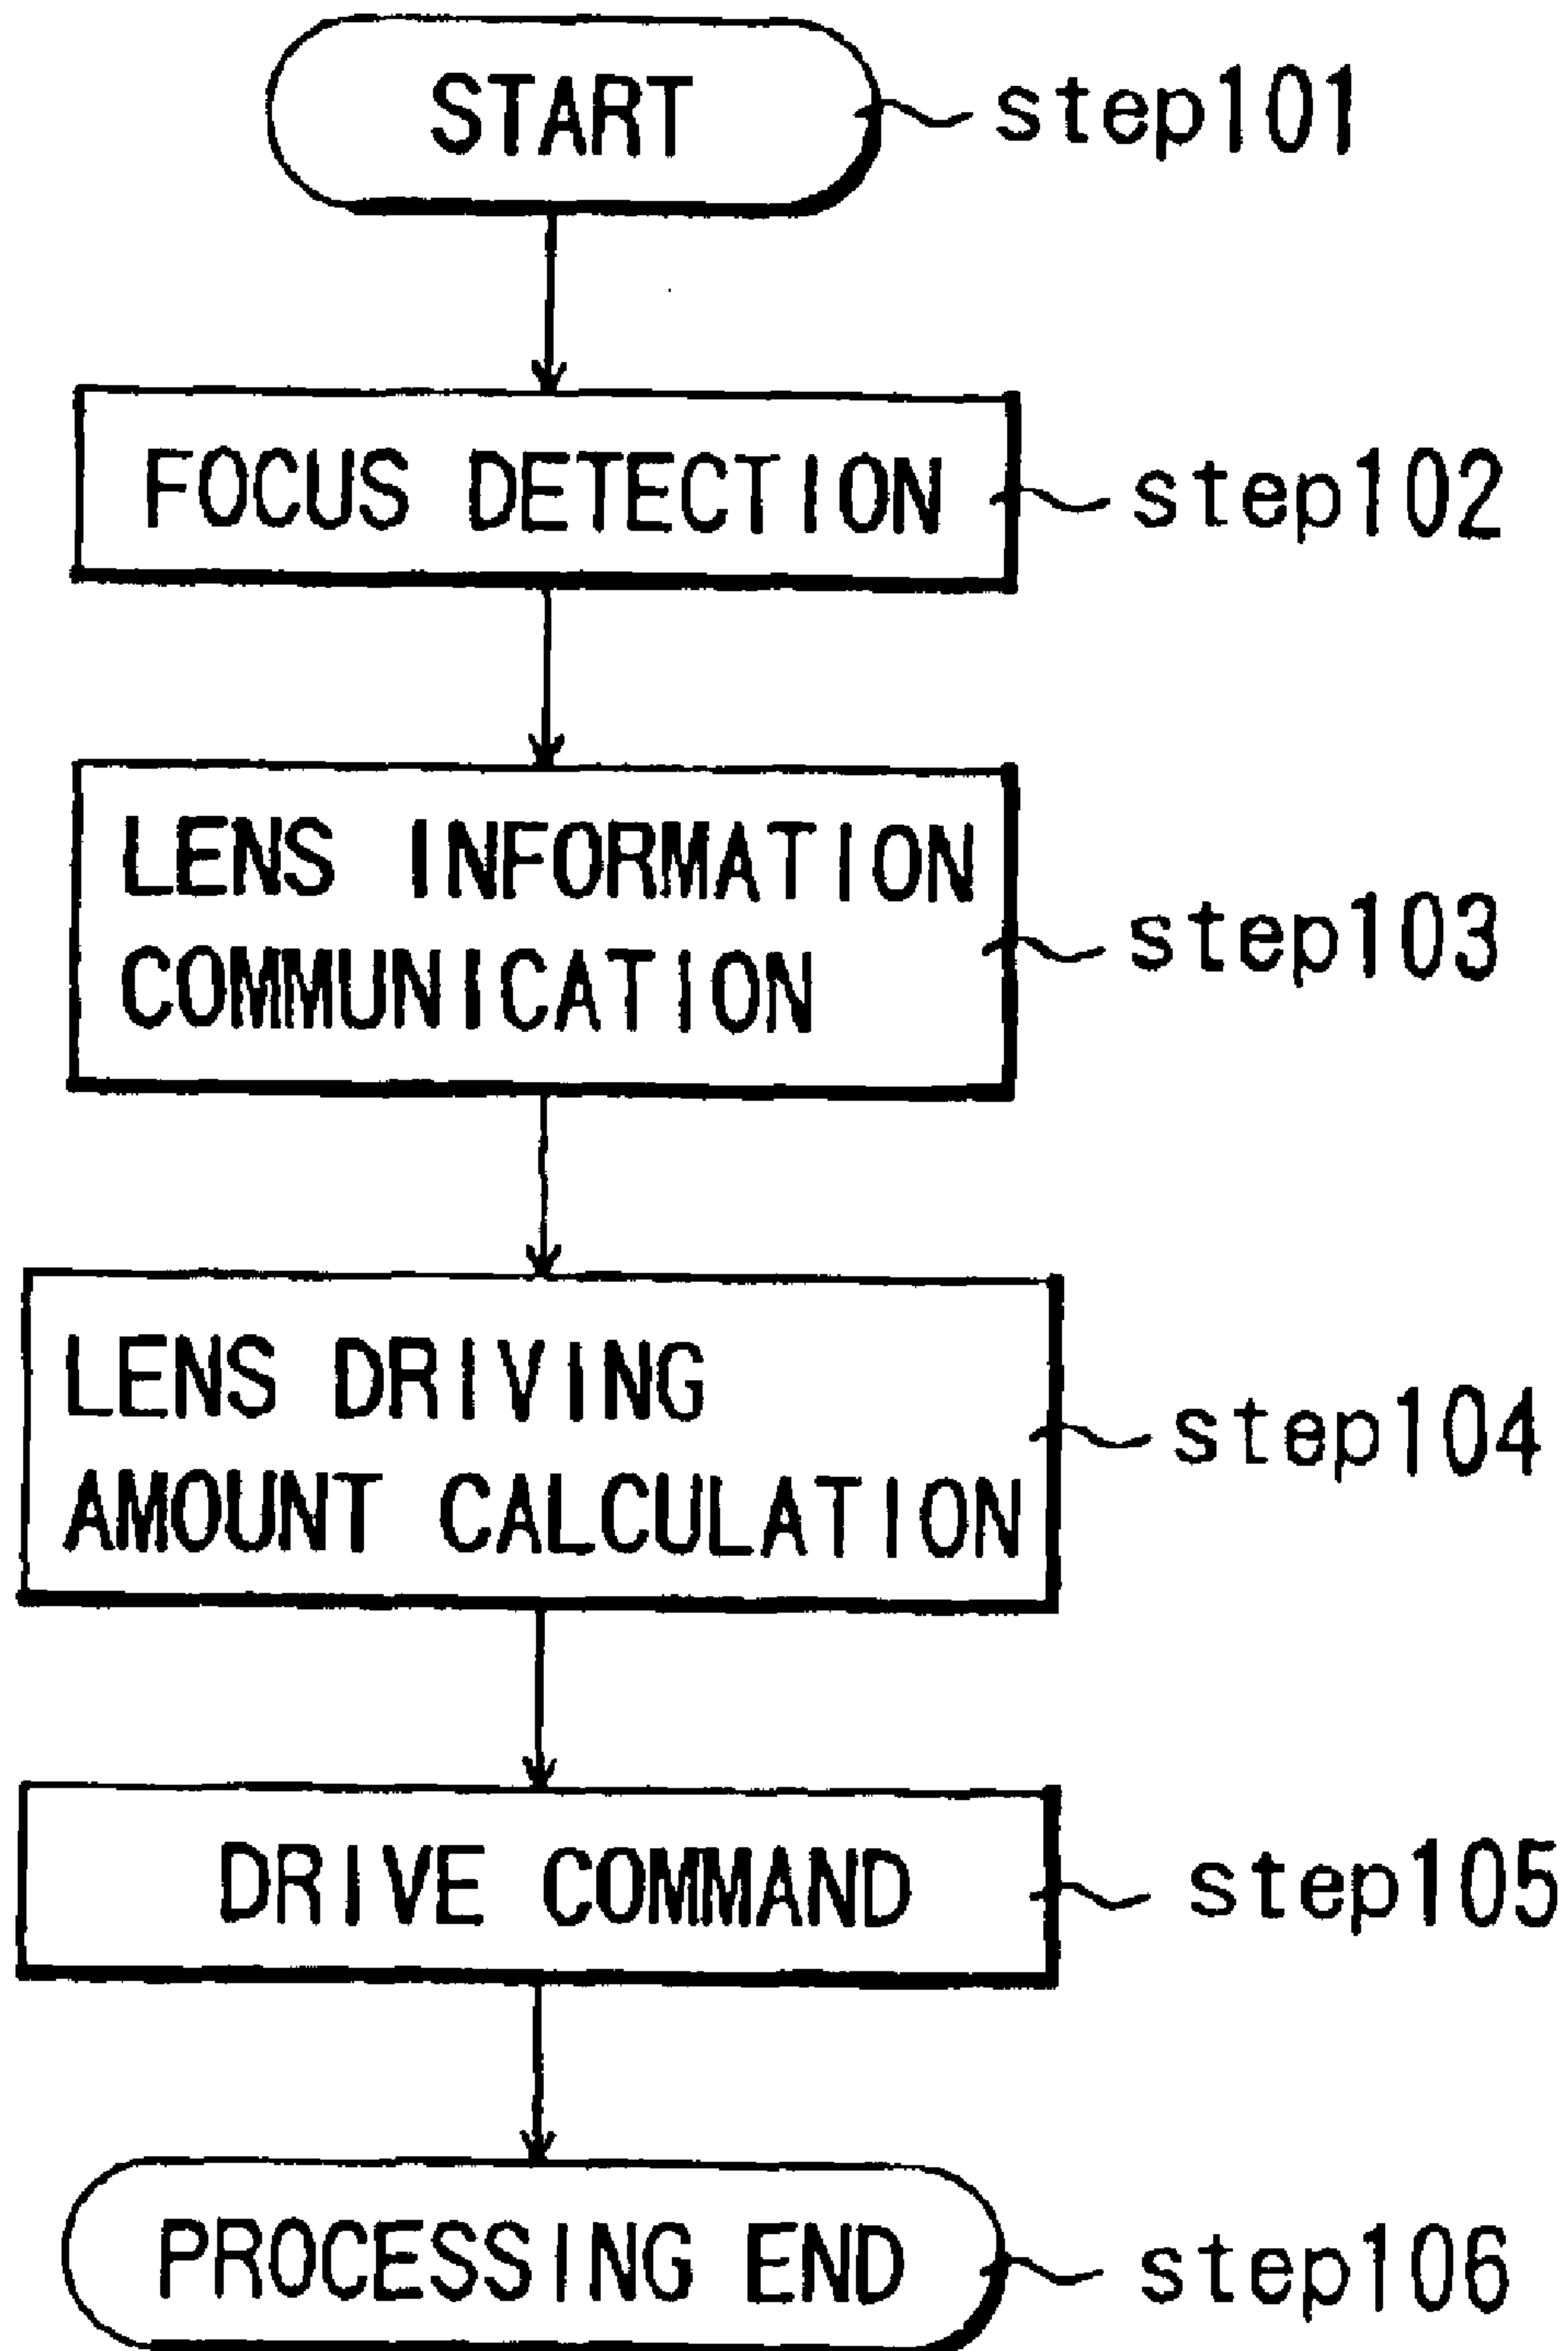 START
step101
FOCUS DETECTION
step102
LENS INFORMATION
COMMUNICATION
step103
LENS DRIVING
AMOUNT CALCULATION
step104
DRIVE COMMAND
step105
PROCESSING END
step106